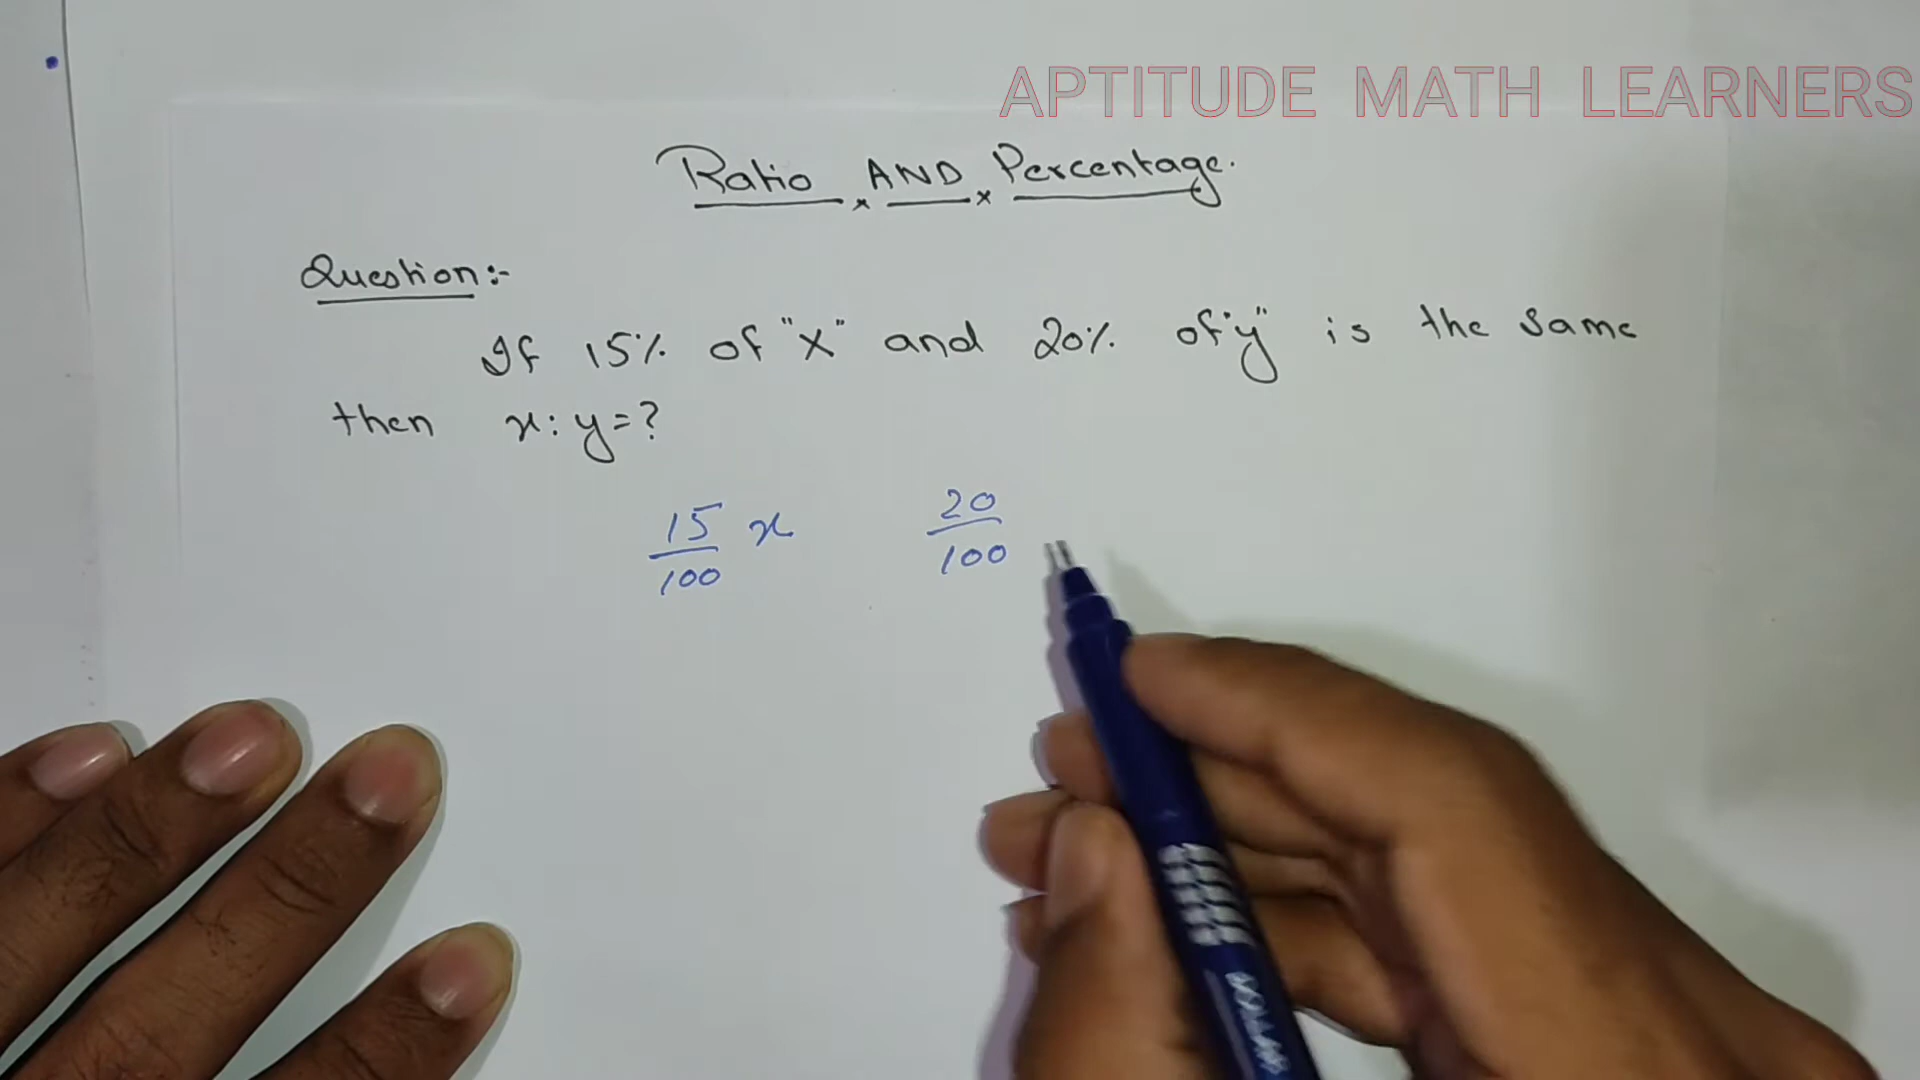 APTITUDE MATH LEARNERS
Ratio AND Percentage.
Question:-
If 15% of "X" and 20% of "y" is the same
then x:y=?
15/100 x 20/100